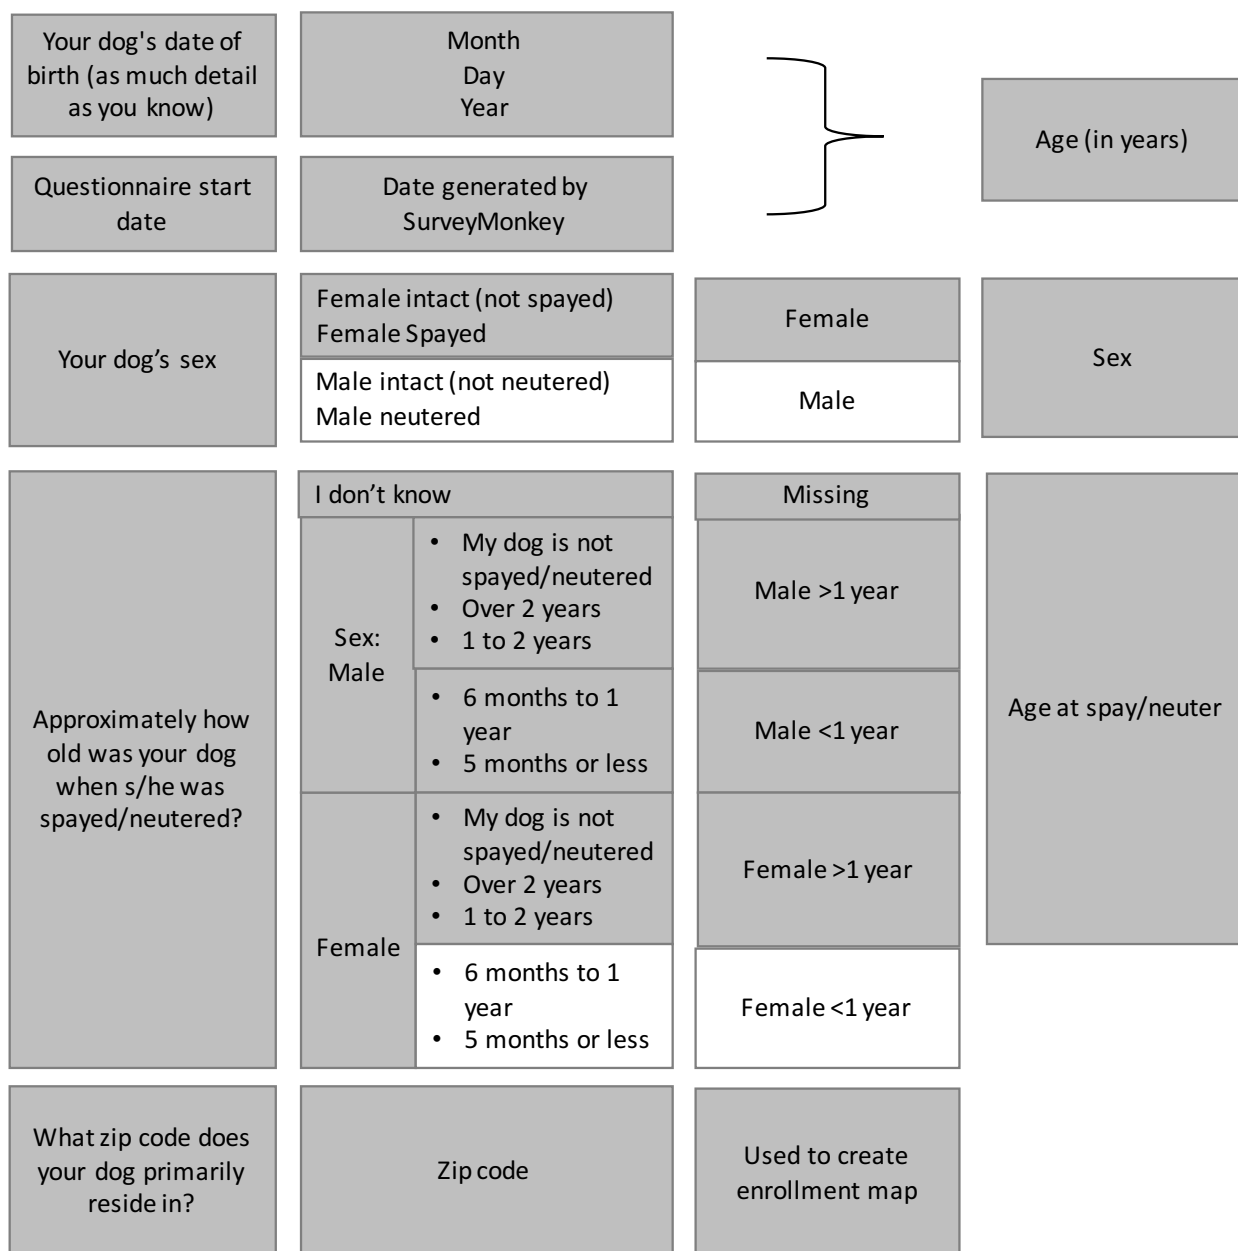 Your dog's date of
birth (as much detail
as you know)
Month
Day
Year
Age (in years)
Questionnaire start
date
Date generated by
SurveyMonkey
Your dog’s sex
Female intact (not spayed)
Female Spayed
Male intact (not neutered)
Male neutered
Female
Male
Sex
Approximately how
old was your dog
when s/he was
spayed/neutered?
I don’t know
Missing
Sex:
Male
• My dog is not
spayed/neutered
• Over 2 years
• 1 to 2 years
Male >1 year
• 6 months to 1
year
• 5 months or less
Male <1 year
Female
• My dog is not
spayed/neutered
• Over 2 years
• 1 to 2 years
Female >1 year
• 6 months to 1
year
• 5 months or less
Female <1 year
Age at spay/neuter
What zip code does
your dog primarily
reside in?
Zip code
Used to create
enrollment map